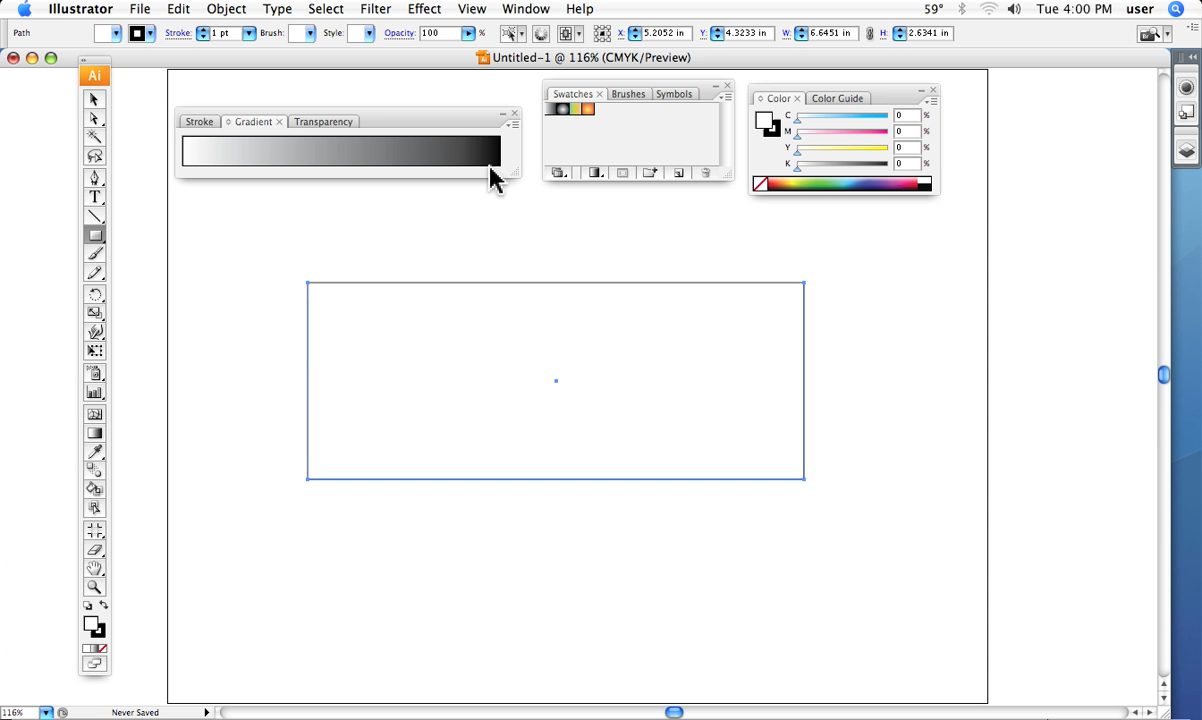 Illustrator File Edit Object Type Select Filter Effect View Window Help 59° Tue 4:00 PM user
Path Stroke: 1 pt Brush: Style: Opacity: 100 % X: 5.2052 in Y: 4.3233 in W: 6.6451 in H: 2.6341 in
Untitled-1 @ 116% (CMYK/Preview)
Ai
Stroke Gradient Transparency
Swatches Brushes Symbols
Color Color Guide
C 0 %
M 0 %
Y 0 %
K 0 %
T
116% Never Saved